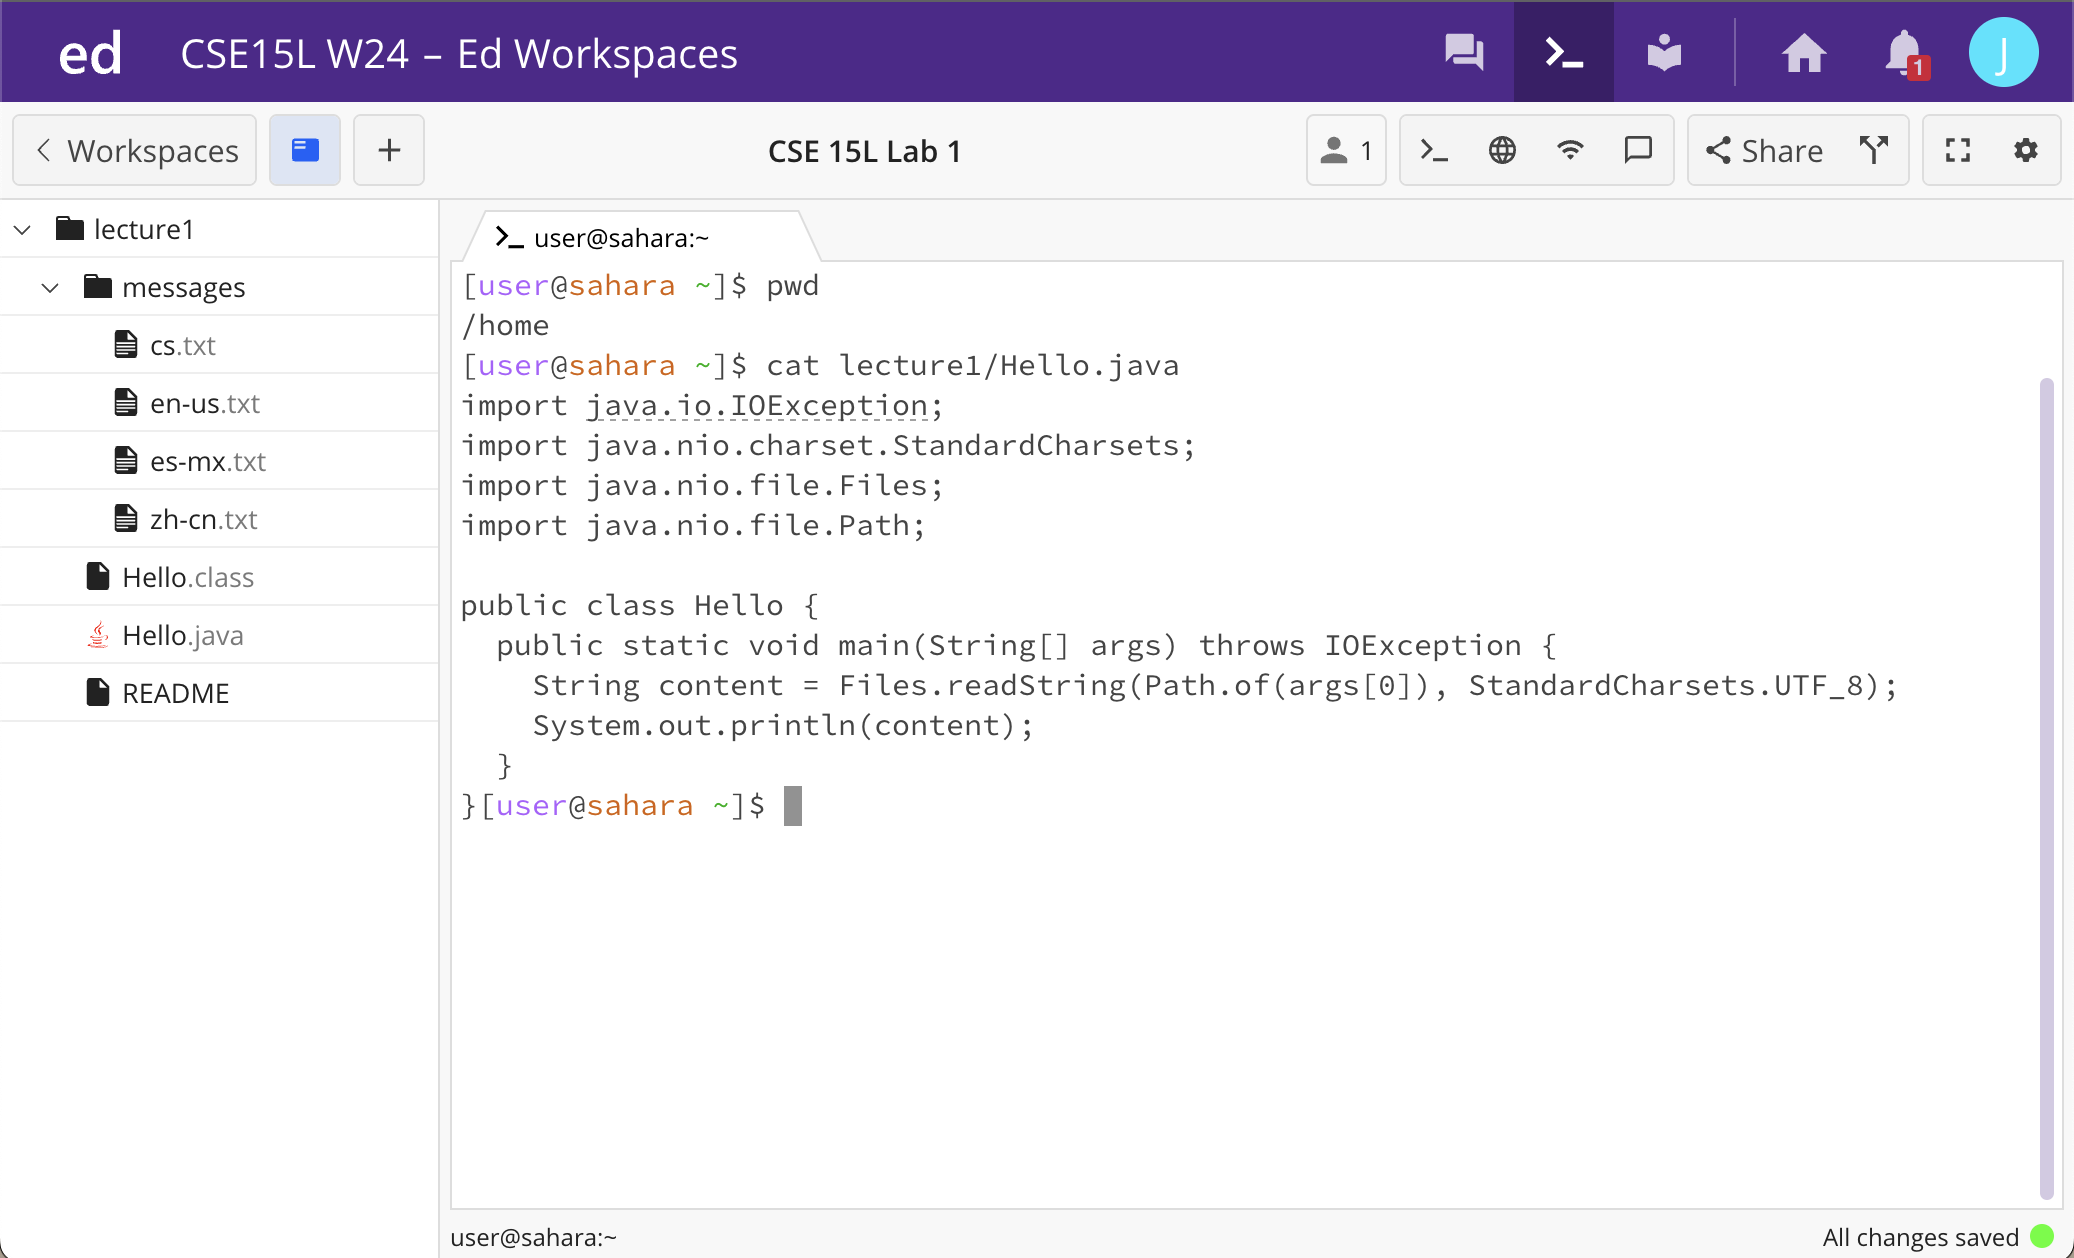 ed CSE15L W24 – Ed Workspaces 1 J
Workspaces + CSE 15L Lab 1 1 Share
lecture1
messages
cs.txt
en-us.txt
es-mx.txt
zh-cn.txt
Hello.class
Hello.java
README
>_ user@sahara:~
[user@sahara ~]$ pwd
/home
[user@sahara ~]$ cat lecture1/Hello.java
import java.io.IOException;
import java.nio.charset.StandardCharsets;
import java.nio.file.Files;
import java.nio.file.Path;
public class Hello {
  public static void main(String[] args) throws IOException {
    String content = Files.readString(Path.of(args[0]), StandardCharsets.UTF_8);
    System.out.println(content);
  }
}[user@sahara ~]$
user@sahara:~ All changes saved